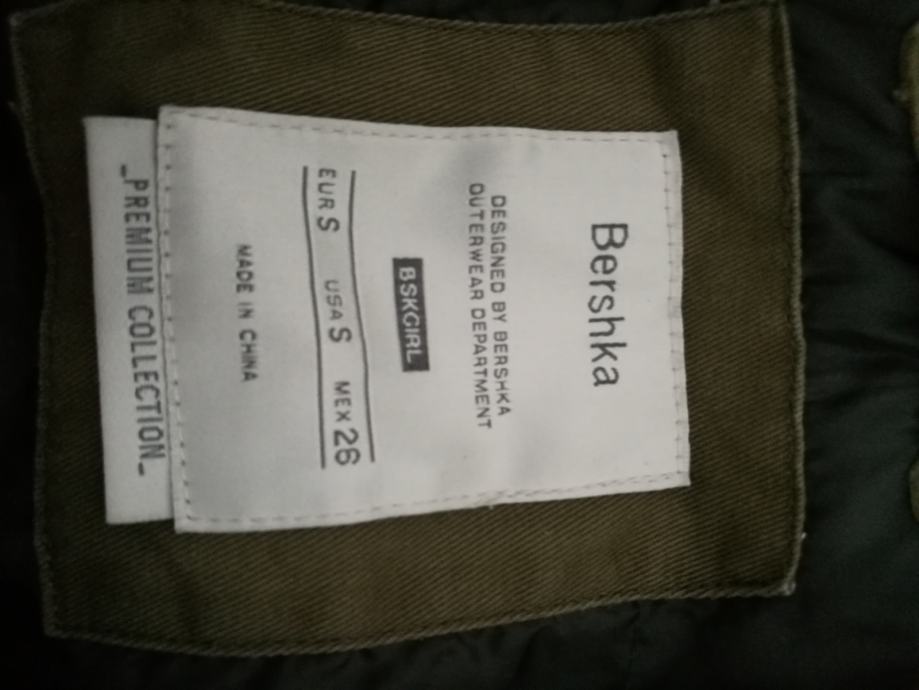 Bershka
DESIGNED BY BERSHKA
OUTERWEAR DEPARTMENT
BSKGIRL
EUR S USA S MEX 26
MADE IN CHINA
_PREMIUM COLLECTION_